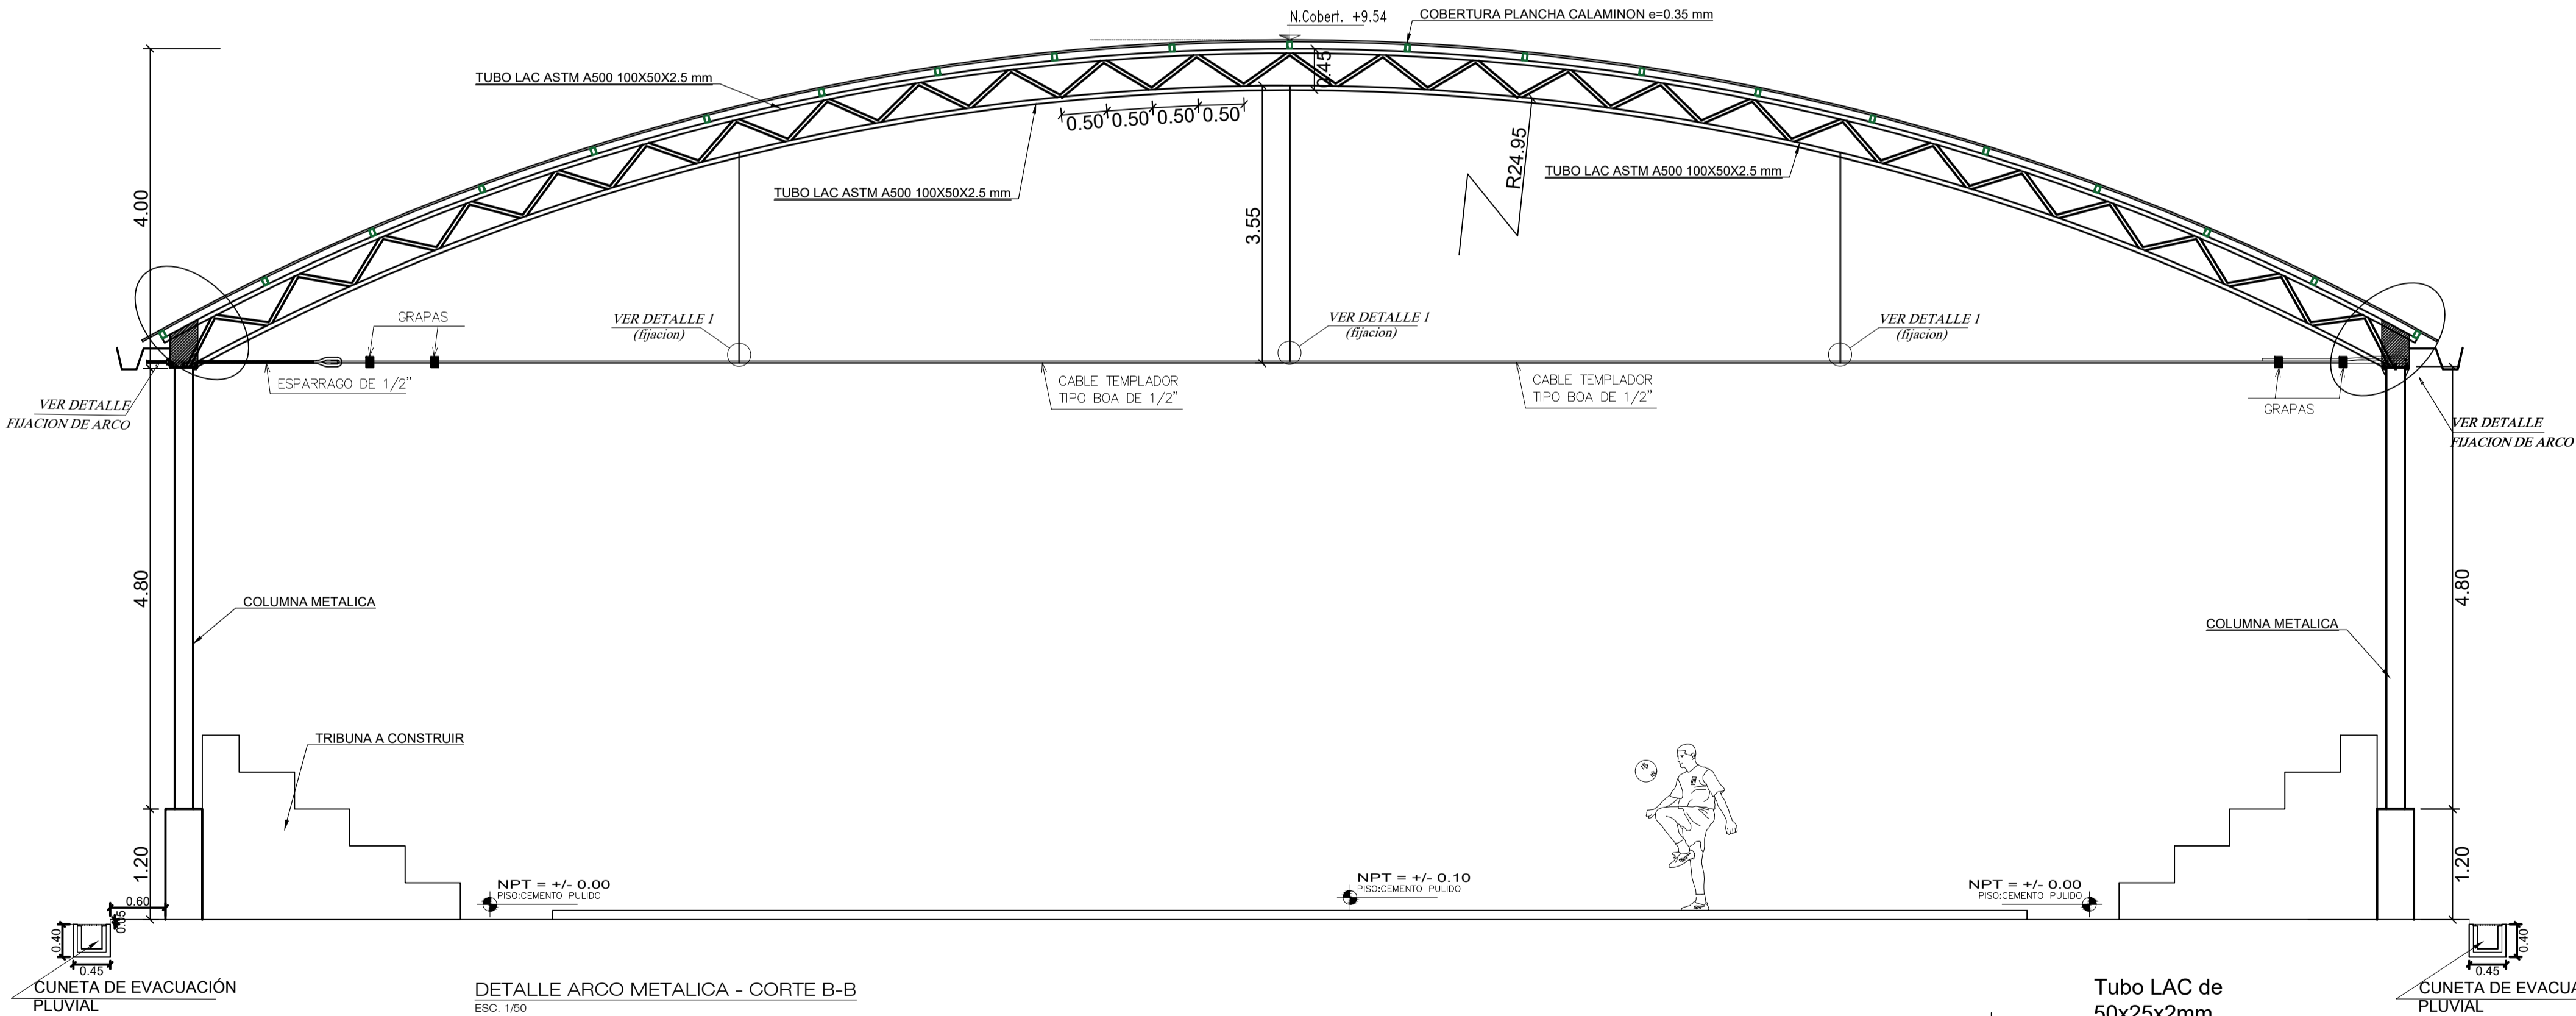 N.Cobert. +9.54
COBERTURA PLANCHA CALAMINON e=0.35 mm
TUBO LAC ASTM A500 100X50X2.5 mm
0.45
0.50
0.50
0.50
0.50
R24.95
TUBO LAC ASTM A500 100X50X2.5 mm
TUBO LAC ASTM A500 100X50X2.5 mm
4.00
3.55
GRAPAS
VER DETALLE 1
(fijacion)
VER DETALLE 1
(fijacion)
VER DETALLE 1
(fijacion)
ESPARRAGO DE 1/2"
CABLE TEMPLADOR
TIPO BOA DE 1/2"
CABLE TEMPLADOR
TIPO BOA DE 1/2"
GRAPAS
VER DETALLE
FIJACION DE ARCO
VER DETALLE
FIJACION DE ARCO
4.80
COLUMNA METALICA
4.80
COLUMNA METALICA
TRIBUNA A CONSTRUIR
1.20
1.20
NPT = +/- 0.00
PISO:CEMENTO PULIDO
NPT = +/- 0.10
PISO:CEMENTO PULIDO
NPT = +/- 0.00
PISO:CEMENTO PULIDO
0.60
0.05
0.40
0.45
0.40
0.45
CUNETA DE EVACUACIÓN
PLUVIAL
DETALLE ARCO METALICA - CORTE B-B
ESC. 1/50
Tubo LAC de
50x25x2mm
CUNETA DE EVACUA
PLUVIAL